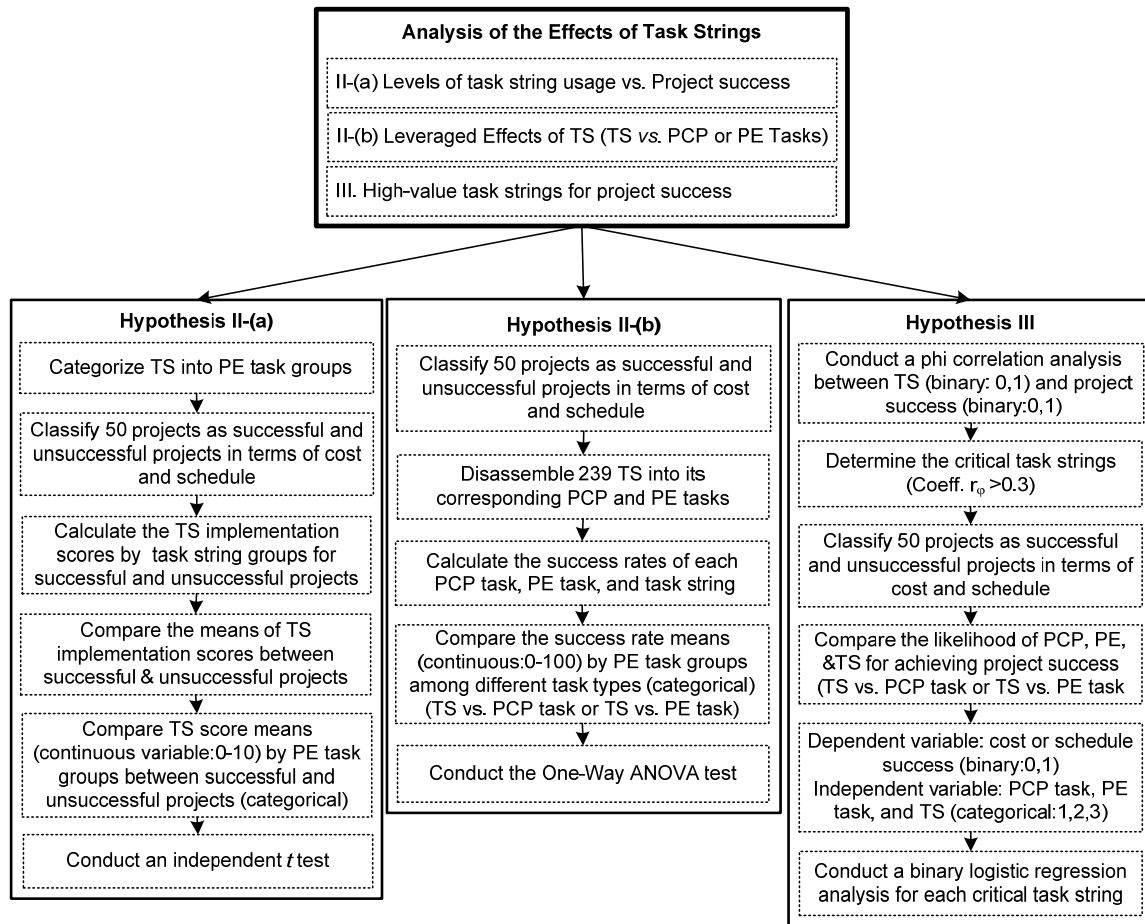 Analysis of the Effects of Task Strings
II-(a) Levels of task string usage vs. Project success
II-(b) Leveraged Effects of TS (TS vs. PCP or PE Tasks)
III. High-value task strings for project success
Hypothesis II-(a)
Categorize TS into PE task groups
Classify 50 projects as successful and
unsuccessful projects in terms of cost
and schedule
Calculate the TS implementation
scores by task string groups for
successful and unsuccessful projects
Compare the means of TS
implementation scores between
successful & unsuccessful projects
Compare TS score means
(continuous variable:0-10) by PE task
groups between successful and
unsuccessful projects (categorical)
Conduct an independent t test
Hypothesis II-(b)
Classify 50 projects as successful and
unsuccessful projects in terms of cost
and schedule
Disassemble 239 TS into its
corresponding PCP and PE tasks
Calculate the success rates of each
PCP task, PE task, and task string
Compare the success rate means
(continuous:0-100) by PE task groups
among different task types (categorical)
(TS vs. PCP task or TS vs. PE task)
Conduct the One-Way ANOVA test
Hypothesis III
Conduct a phi correlation analysis
between TS (binary: 0,1) and project
success (binary:0,1)
Determine the critical task strings
(Coeff. rφ >0.3)
Classify 50 projects as successful
and unsuccessful projects in terms of
cost and schedule
Compare the likelihood of PCP, PE,
&TS for achieving project success
(TS vs. PCP task or TS vs. PE task
Dependent variable: cost or schedule
success (binary:0,1)
Independent variable: PCP task, PE
task, and TS (categorical:1,2,3)
Conduct a binary logistic regression
analysis for each critical task string